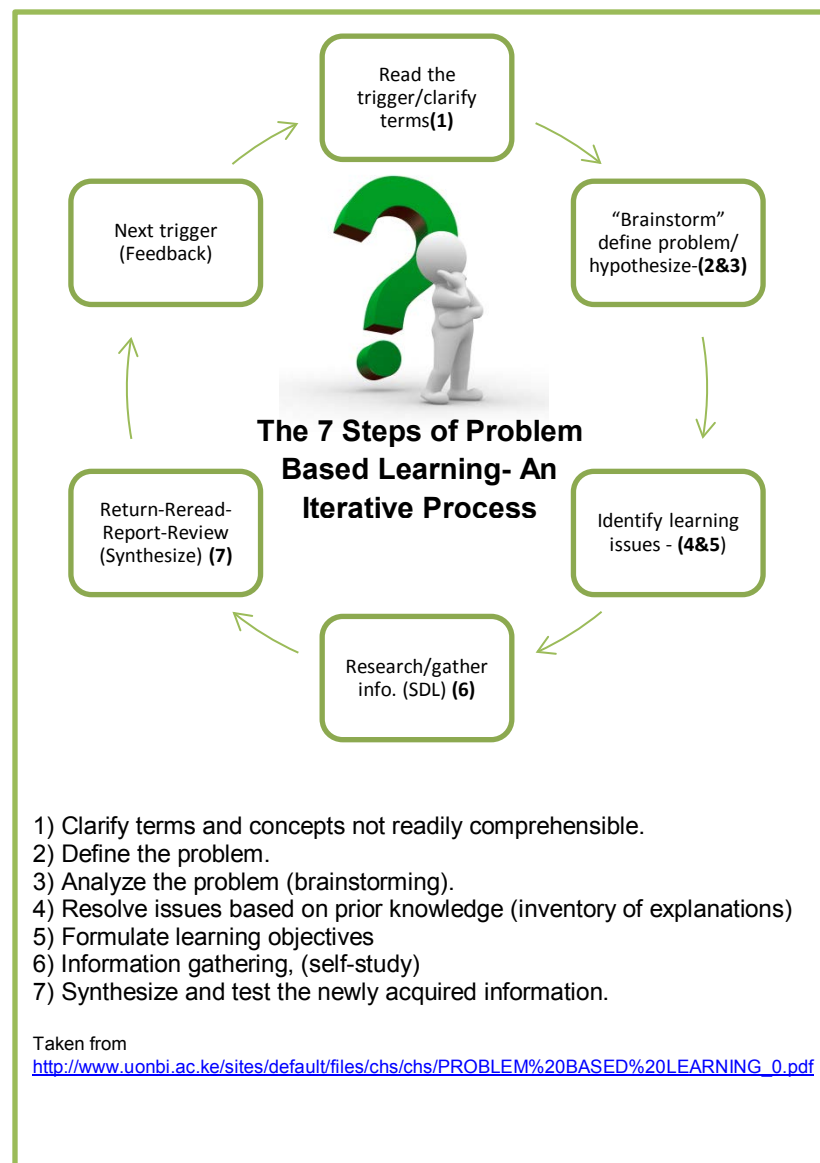 Read the
trigger/clarify
terms(1)
"Brainstorm"
define problem/
hypothesize-(2&3)
Identify learning
issues - (4&5)
Research/gather
info. (SDL) (6)
Return-Reread-
Report-Review
(Synthesize) (7)
Next trigger
(Feedback)
The 7 Steps of Problem
Based Learning- An
Iterative Process
1) Clarify terms and concepts not readily comprehensible.
2) Define the problem.
3) Analyze the problem (brainstorming).
4) Resolve issues based on prior knowledge (inventory of explanations)
5) Formulate learning objectives
6) Information gathering, (self-study)
7) Synthesize and test the newly acquired information.
Taken from
http://www.uonbi.ac.ke/sites/default/files/chs/chs/PROBLEM%20BASED%20LEARNING_0.pdf